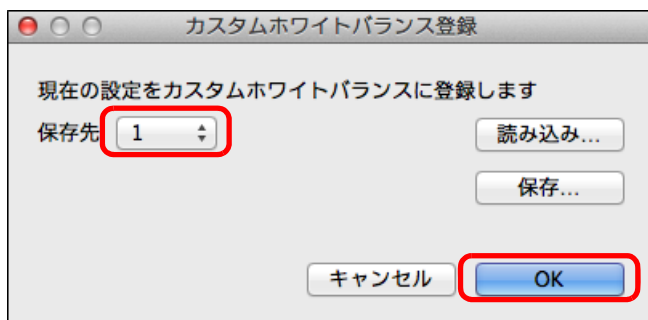 カスタムホワイトバランス登録
現在の設定をカスタムホワイトバランスに登録します
保存先 1 読み込み...
保存...
キャンセル OK